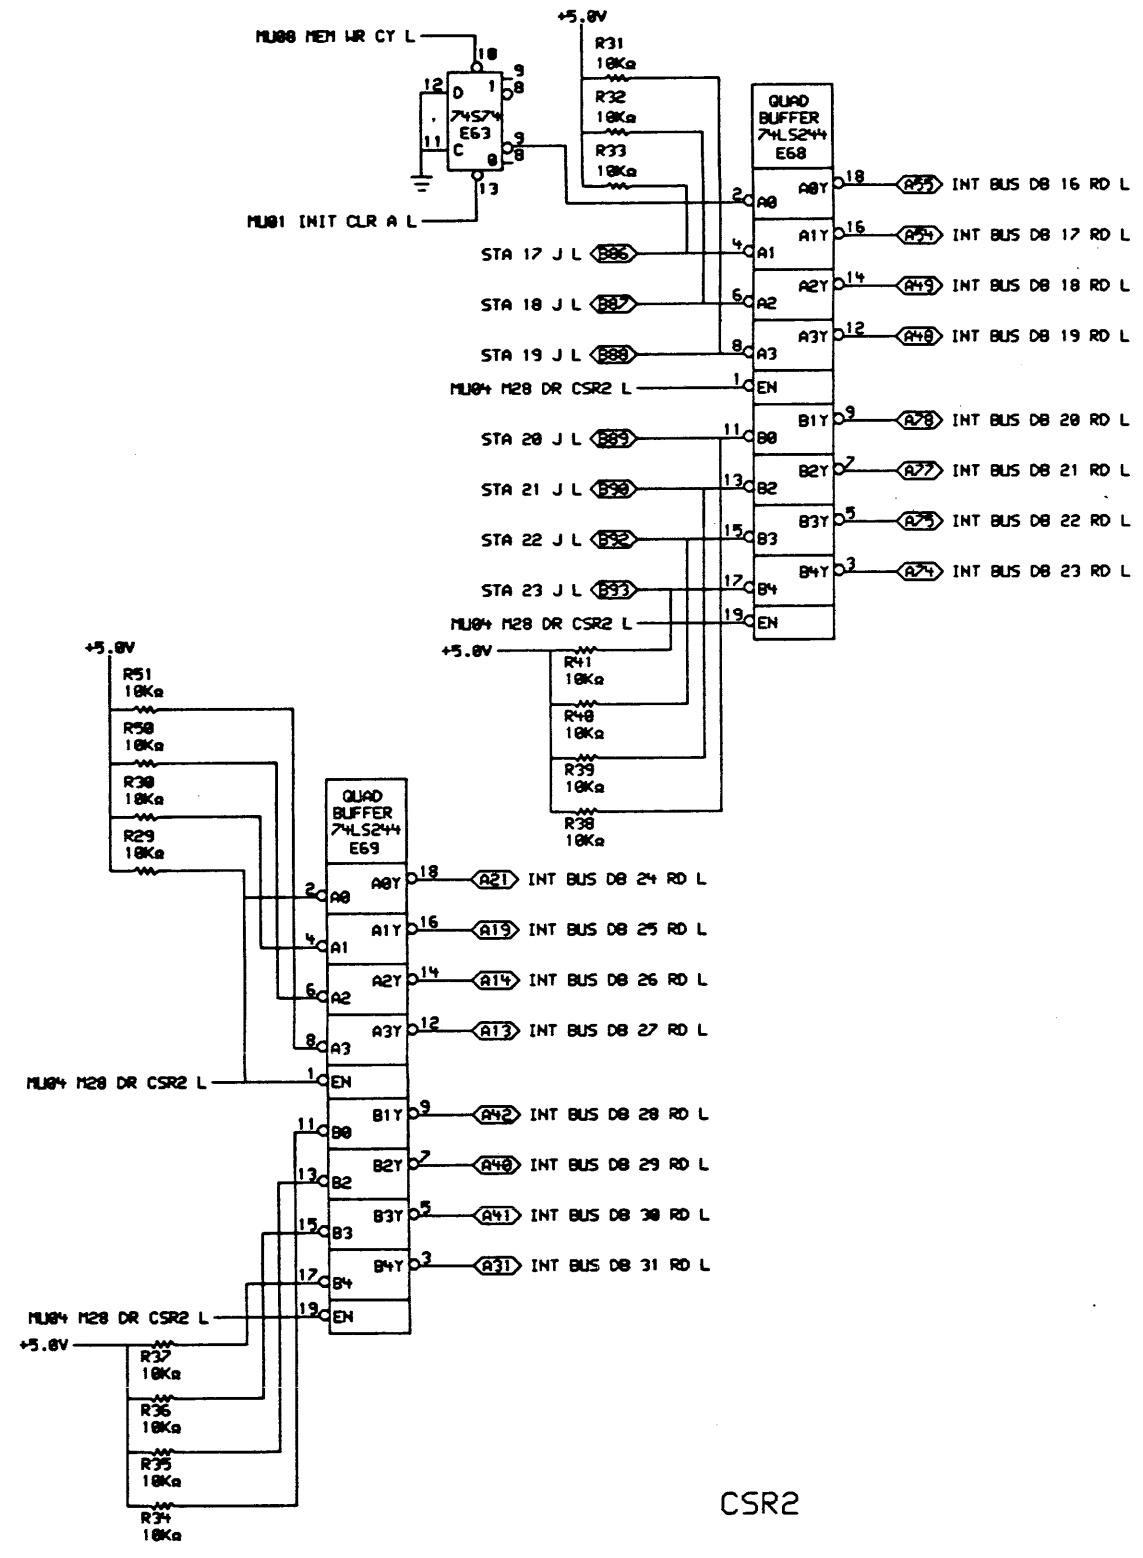 MU08 MEM WR CY L
10
12 D 1 9
8
74S74
E63
11 C 9
0 8
13
MU01 INIT CLR A L
+5.0V
R31
10KΩ
R32
10KΩ
R33
10KΩ
QUAD
BUFFER
74LS244
E68
2 A0 A0Y 18 A55 INT BUS DB 16 RD L
STA 17 J L B86 4 A1 A1Y 16 A54 INT BUS DB 17 RD L
STA 18 J L B87 6 A2 A2Y 14 A49 INT BUS DB 18 RD L
STA 19 J L B88 8 A3 A3Y 12 A48 INT BUS DB 19 RD L
MU04 M28 DR CSR2 L 1 EN
STA 20 J L B89 11 B0 B1Y 9 A78 INT BUS DB 20 RD L
STA 21 J L B90 13 B2 B2Y 7 A77 INT BUS DB 21 RD L
STA 22 J L B92 15 B3 B3Y 5 A75 INT BUS DB 22 RD L
STA 23 J L B93 17 B4 B4Y 3 A74 INT BUS DB 23 RD L
MU04 M28 DR CSR2 L 19 EN
+5.0V
R41
10KΩ
R40
10KΩ
R39
10KΩ
R38
10KΩ
+5.0V
R51
10KΩ
R50
10KΩ
R30
10KΩ
R29
10KΩ
QUAD
BUFFER
74LS244
E69
2 A0 A0Y 18 A21 INT BUS DB 24 RD L
4 A1 A1Y 16 A19 INT BUS DB 25 RD L
6 A2 A2Y 14 A14 INT BUS DB 26 RD L
8 A3 A3Y 12 A13 INT BUS DB 27 RD L
MU04 M28 DR CSR2 L 1 EN
11 B0 B1Y 9 A42 INT BUS DB 28 RD L
13 B2 B2Y 7 A40 INT BUS DB 29 RD L
15 B3 B3Y 5 A41 INT BUS DB 30 RD L
17 B4 B4Y 3 A31 INT BUS DB 31 RD L
MU04 M28 DR CSR2 L 19 EN
+5.0V
R37
10KΩ
R36
10KΩ
R35
10KΩ
R34
10KΩ
CSR2